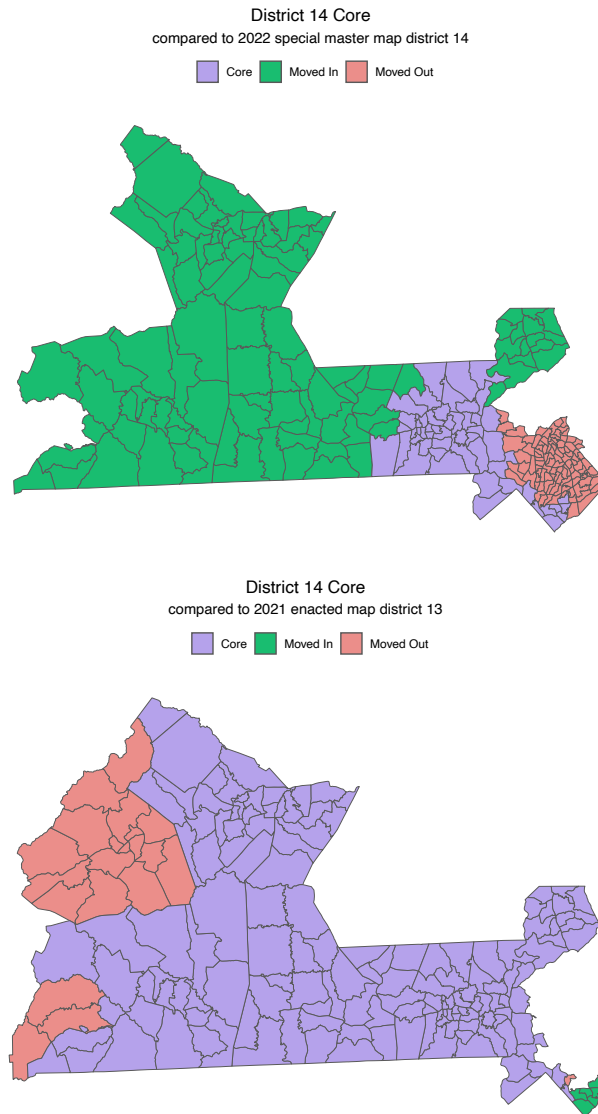 District 14 Core
compared to 2022 special master map district 14
Core Moved In Moved Out
District 14 Core
compared to 2021 enacted map district 13
Core Moved In Moved Out